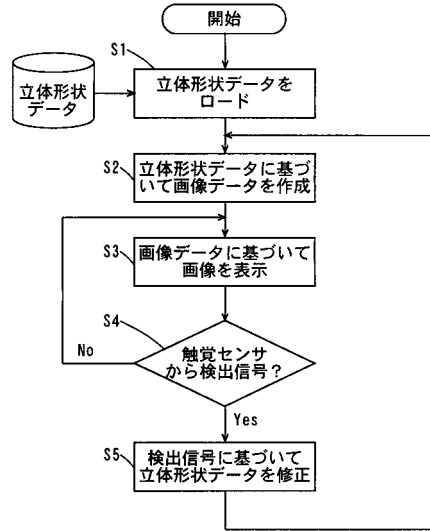 開始
S1
立体形状データを
ロード
立体形状
データ
S2
立体形状データに基づ
いて画像データを作成
S3
画像データに基づいて
画像を表示
S4
触覚センサ
から検出信号?
No
Yes
S5
検出信号に基づいて
立体形状データを修正